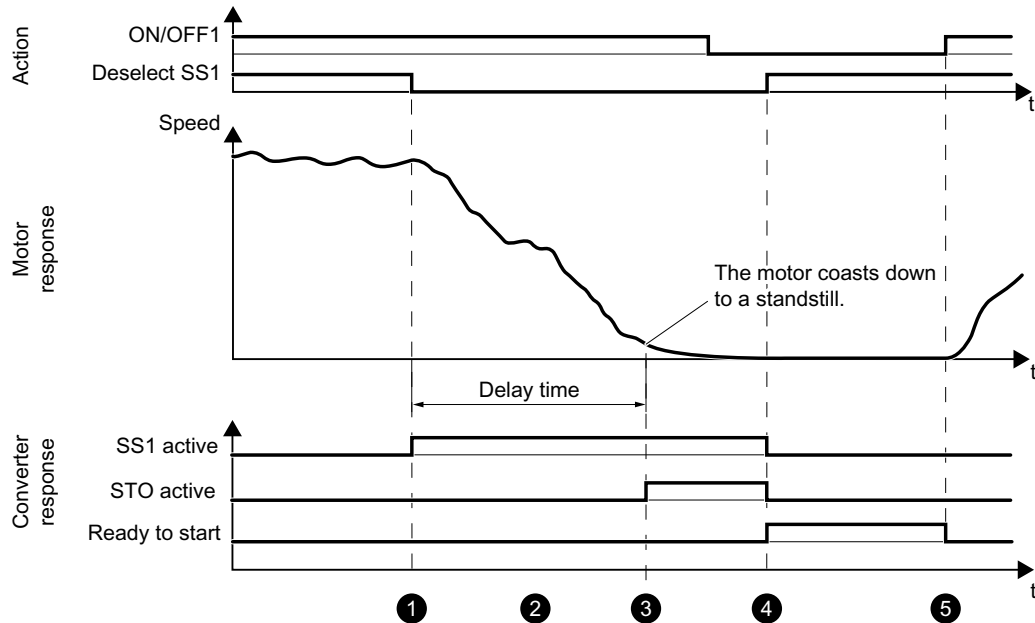 Action
ON/OFF1
Deselect SS1
t
Motor
response
Speed
The motor coasts down
to a standstill.
t
Delay time
Converter
response
SS1 active
STO active
Ready to start
t
1
2
3
4
5